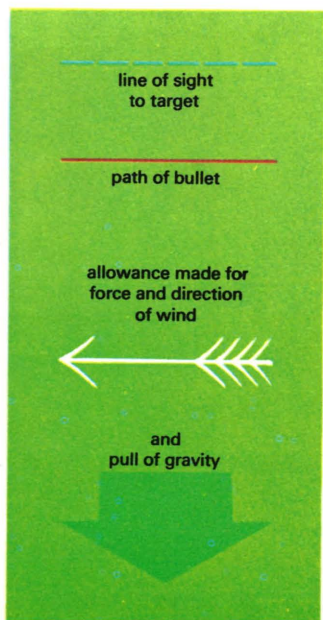 line of sight
to target
path of bullet
allowance made for
force and direction
of wind
and
pull of gravity